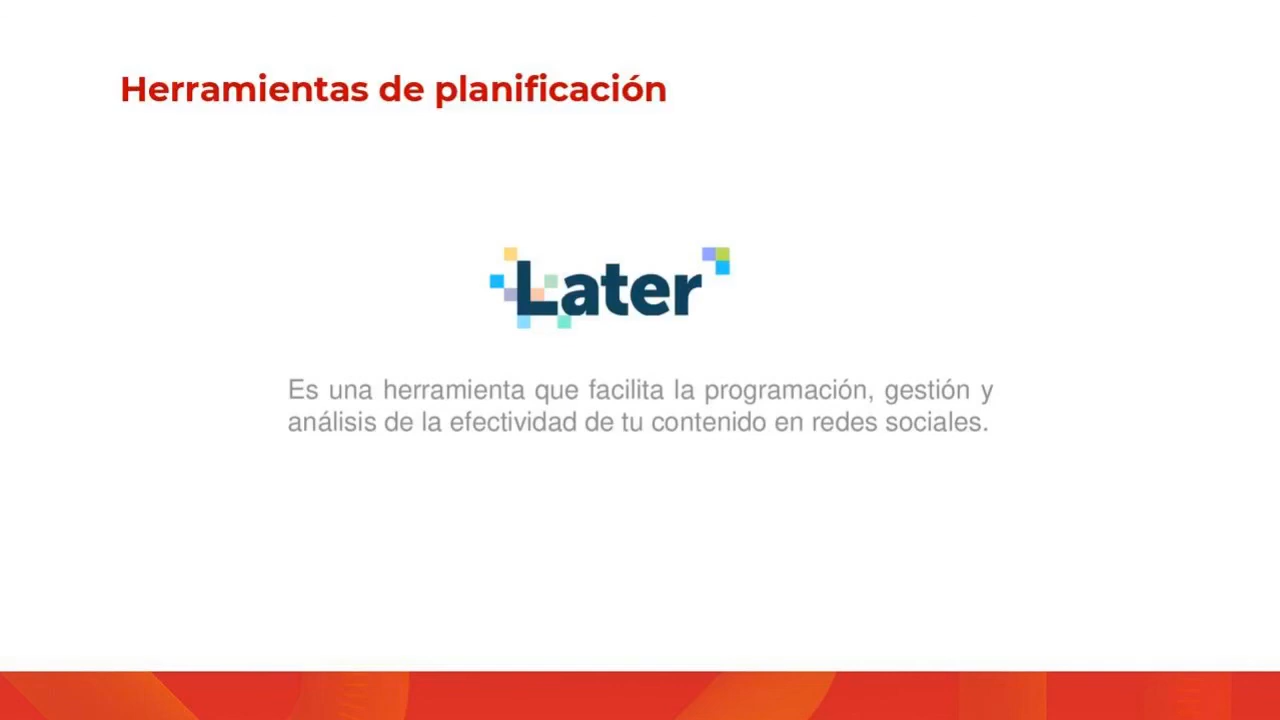 Herramientas de planificación
Later
Es una herramienta que facilita la programación, gestión y
análisis de la efectividad de tu contenido en redes sociales.